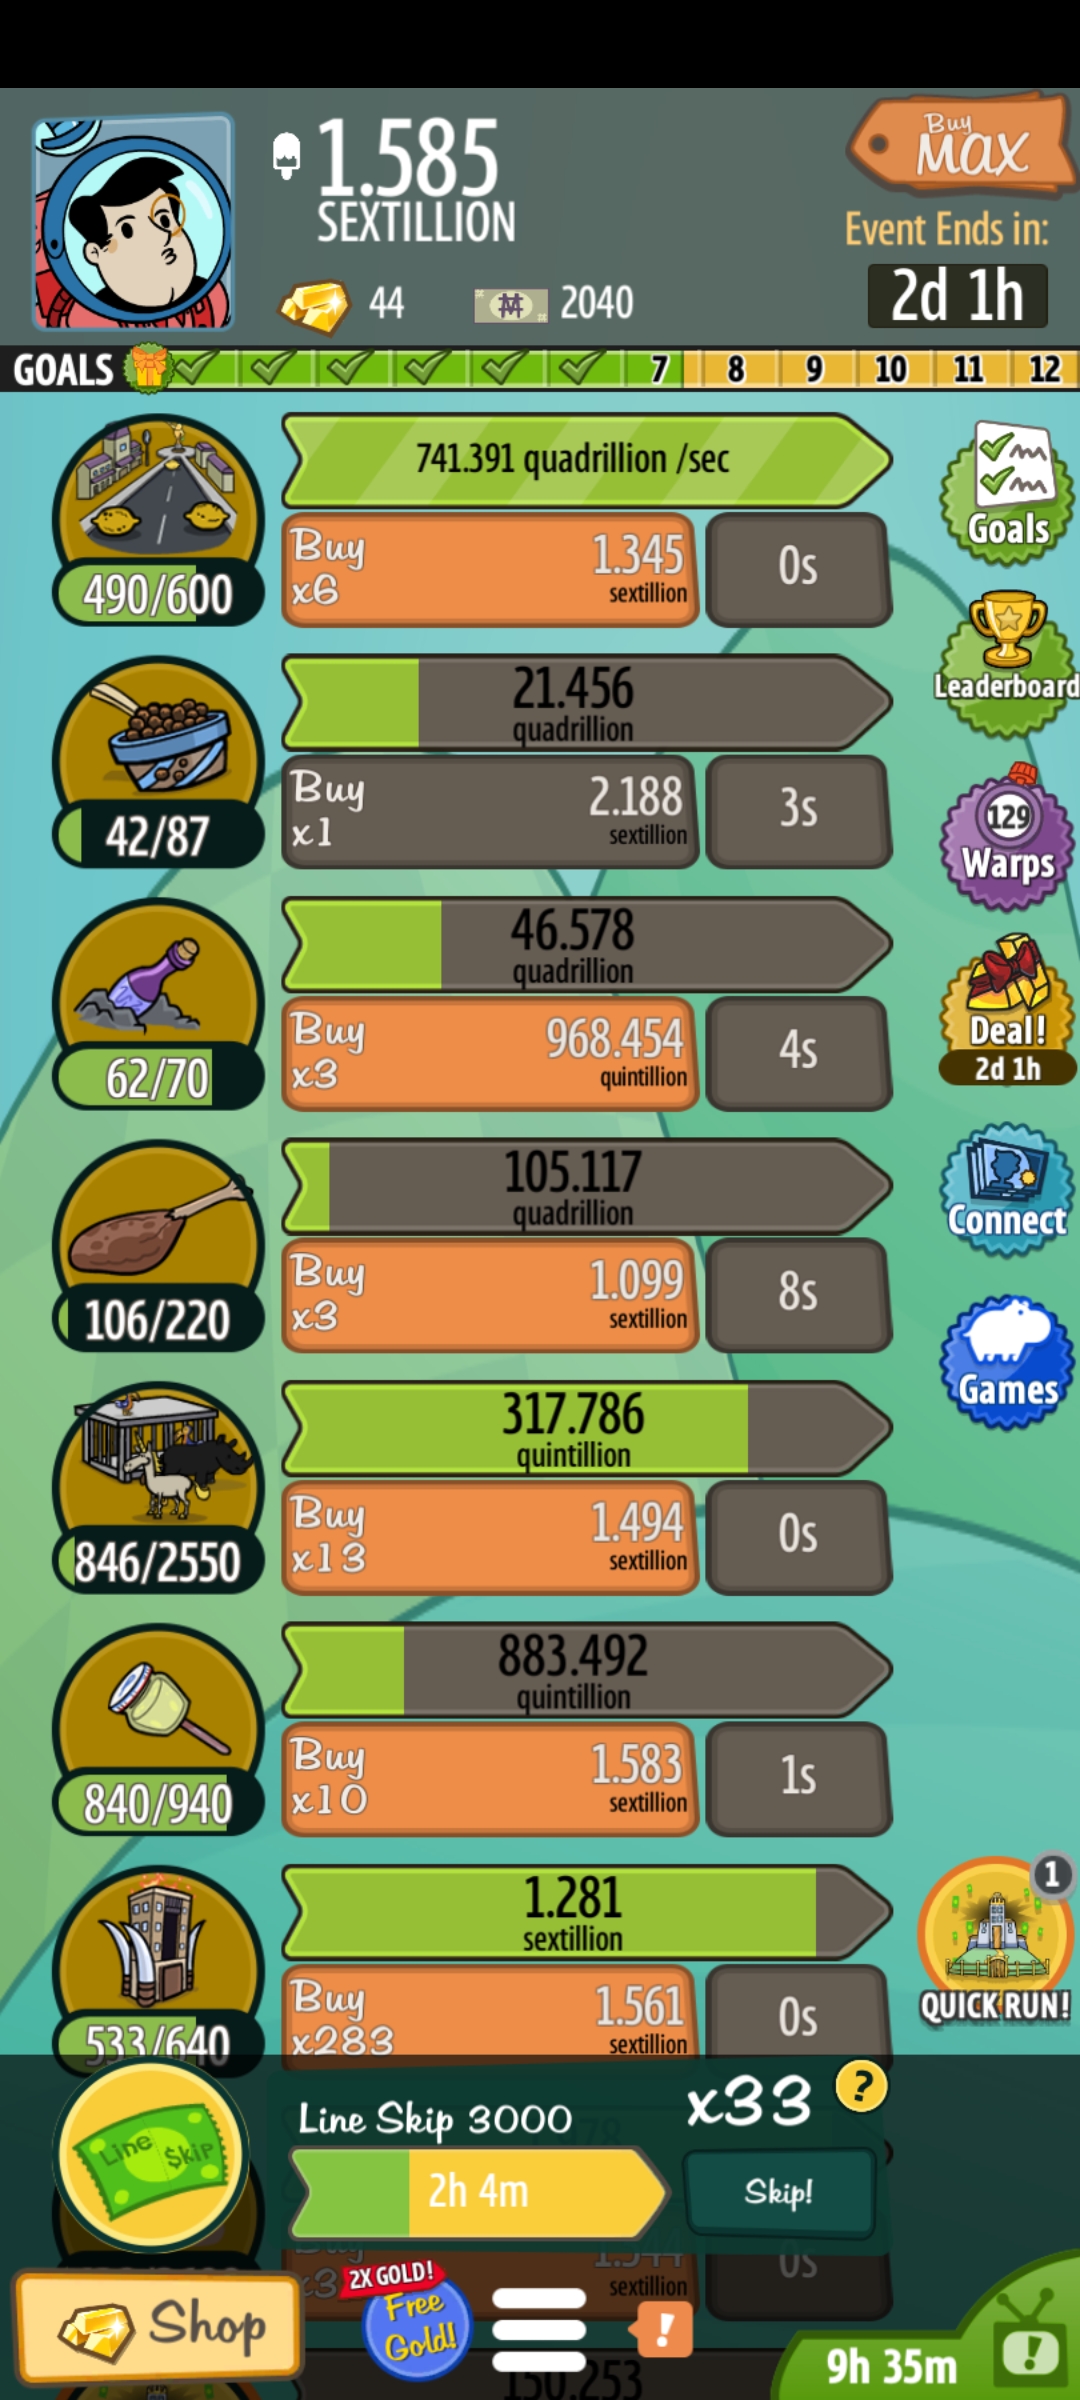 1.585
SEXTILLION
Buy
MAX
Event Ends in:
2d 1h
44
2040
GOALS
7
8
9
10
11
12
741.391 quadrillion /sec
490/600
Buy
x6
1.345
sextillion
0s
Goals
21.456
quadrillion
42/87
Buy
x1
2.188
sextillion
3s
Leaderboard
46.578
quadrillion
62/70
Buy
x3
968.454
quintillion
4s
129
Warps
Deal!
2d 1h
105.117
quadrillion
106/220
Buy
x3
1.099
sextillion
8s
Connect
317.786
quintillion
846/2550
Buy
x13
1.494
sextillion
0s
Games
883.492
quintillion
840/940
Buy
x10
1.583
sextillion
1s
1.281
sextillion
533/640
Buy
x283
1.561
sextillion
0s
1
QUICK RUN!
Line $kip
Line Skip 3000
x33
?
2h 4m
Skip!
sextillion
0s
Shop
2X GOLD!
Free
Gold!
!
150.253
9h 35m
!